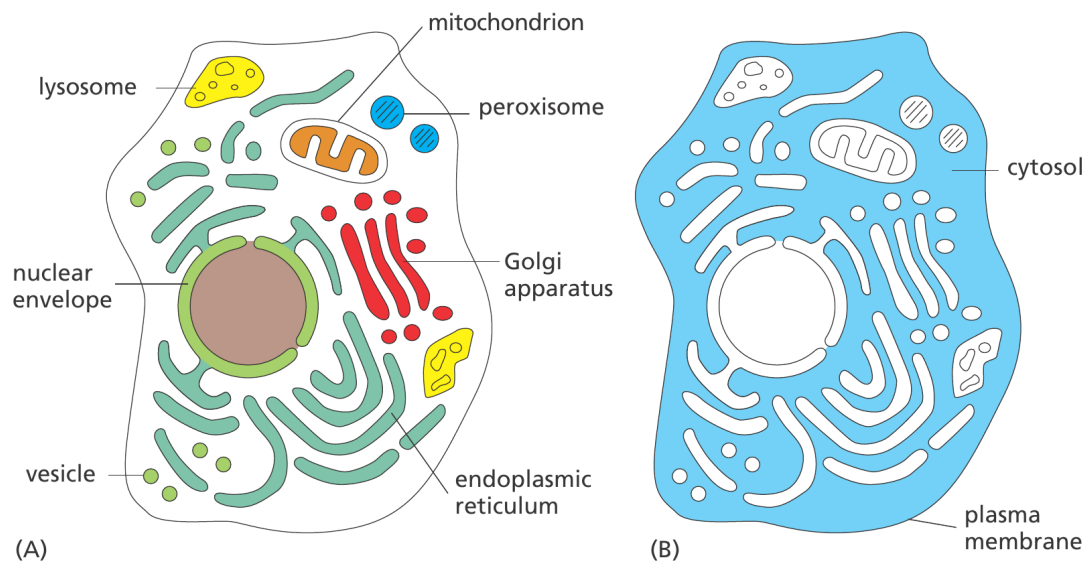 mitochondrion
lysosome
peroxisome
cytosol
nuclear
envelope
Golgi
apparatus
vesicle
endoplasmic
reticulum
plasma
membrane
(A)
(B)